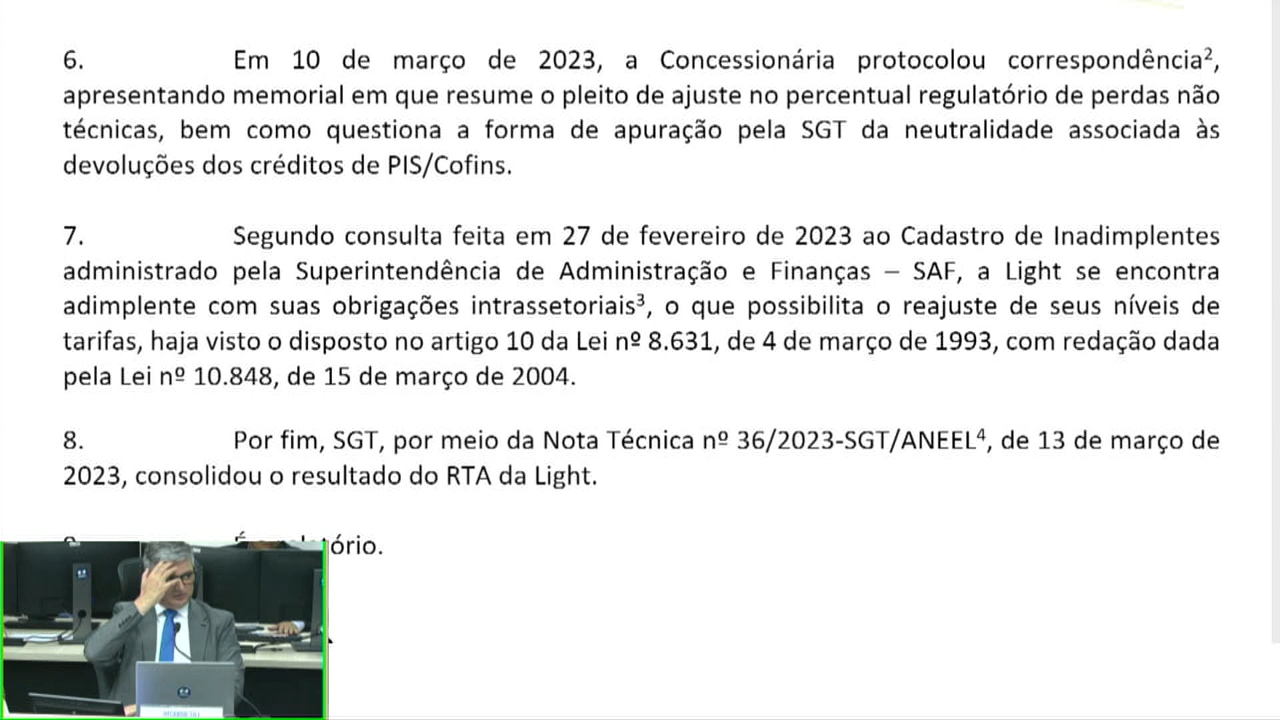 6. Em 10 de março de 2023, a Concessionária protocolou correspondência²,
apresentando memorial em que resume o pleito de ajuste no percentual regulatório de perdas não
técnicas, bem como questiona a forma de apuração pela SGT da neutralidade associada às
devoluções dos créditos de PIS/Cofins.
7. Segundo consulta feita em 27 de fevereiro de 2023 ao Cadastro de Inadimplentes
administrado pela Superintendência de Administração e Finanças – SAF, a Light se encontra
adimplente com suas obrigações intrassetoriais³, o que possibilita o reajuste de seus níveis de
tarifas, haja visto o disposto no artigo 10 da Lei nº 8.631, de 4 de março de 1993, com redação dada
pela Lei nº 10.848, de 15 de março de 2004.
8. Por fim, SGT, por meio da Nota Técnica nº 36/2023-SGT/ANEEL⁴, de 13 de março de
2023, consolidou o resultado do RTA da Light.